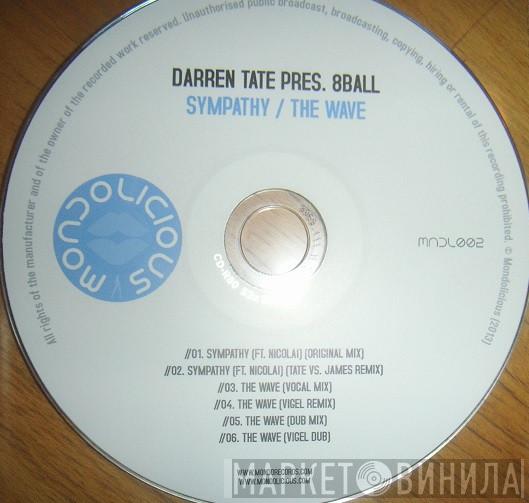 All rights of the manufacturer and of the owner of the recorded work reserved. Unauthorised public broadcast, broadcasting, copying, hiring or rental of this recording prohibited. © Mondolicious (2013)
DARREN TATE PRES. 8BALL
SYMPATHY / THE WAVE
MONDOLICIOUS
MNDL002
CD-R80
//01. SYMPATHY (FT. NICOLAI) (ORIGINAL MIX)
//02. SYMPATHY (FT. NICOLAI) (TATE VS. JAMES REMIX)
//03. THE WAVE (VOCAL MIX)
//04. THE WAVE (VIGEL REMIX)
//05. THE WAVE (DUB MIX)
//06. THE WAVE (VIGEL DUB)
WWW.MONDORECORDS.COM
WWW.MONDOLICIOUS.COM
МАРКЕТ ВИНИЛА